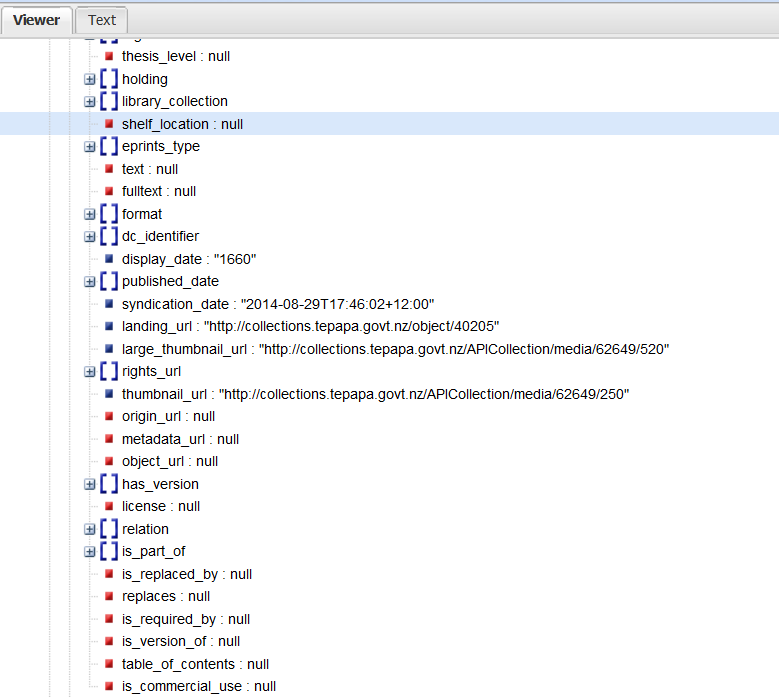 Viewer Text
thesis_level : null
holding
library_collection
shelf_location : null
eprints_type
text : null
fulltext : null
format
dc_identifier
display_date : "1660"
published_date
syndication_date : "2014-08-29T17:46:02+12:00"
landing_url : "http://collections.tepapa.govt.nz/object/40205"
large_thumbnail_url : "http://collections.tepapa.govt.nz/APICollection/media/62649/520"
rights_url
thumbnail_url : "http://collections.tepapa.govt.nz/APICollection/media/62649/250"
origin_url : null
metadata_url : null
object_url : null
has_version
license : null
relation
is_part_of
is_replaced_by : null
replaces : null
is_required_by : null
is_version_of : null
table_of_contents : null
is_commercial_use : null